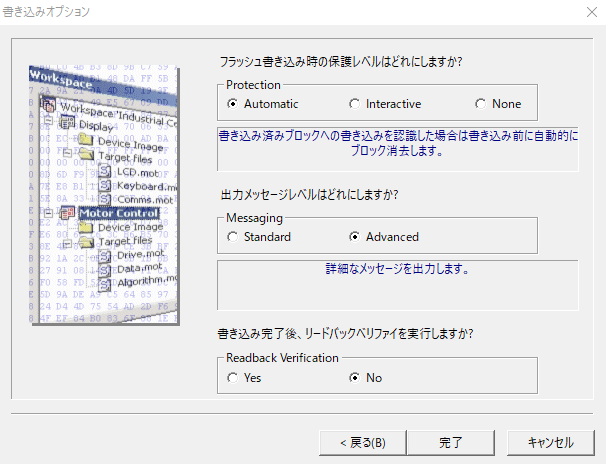 書き込みオプション
フラッシュ書き込み時の保護レベルはどれにしますか?
Protection
Automatic Interactive None
書き込み済みブロックへの書き込みを認識した場合は書き込み前に自動的に
ブロック消去します。
出力メッセージレベルはどれにしますか?
Messaging
Standard Advanced
詳細なメッセージを出力します。
書き込み完了後、リードバックベリファイを実行しますか?
Readback Verification
Yes No
Workspace
Workspace 'Industrial Co
Display
Device Image
Target files
LCD.mot
Keyboard.mo
Comms.mot
Motor Control
Device Image
Target files
Drive.mot
Data.mot
Algorithm.mot
< 戻る(B) 完了 キャンセル